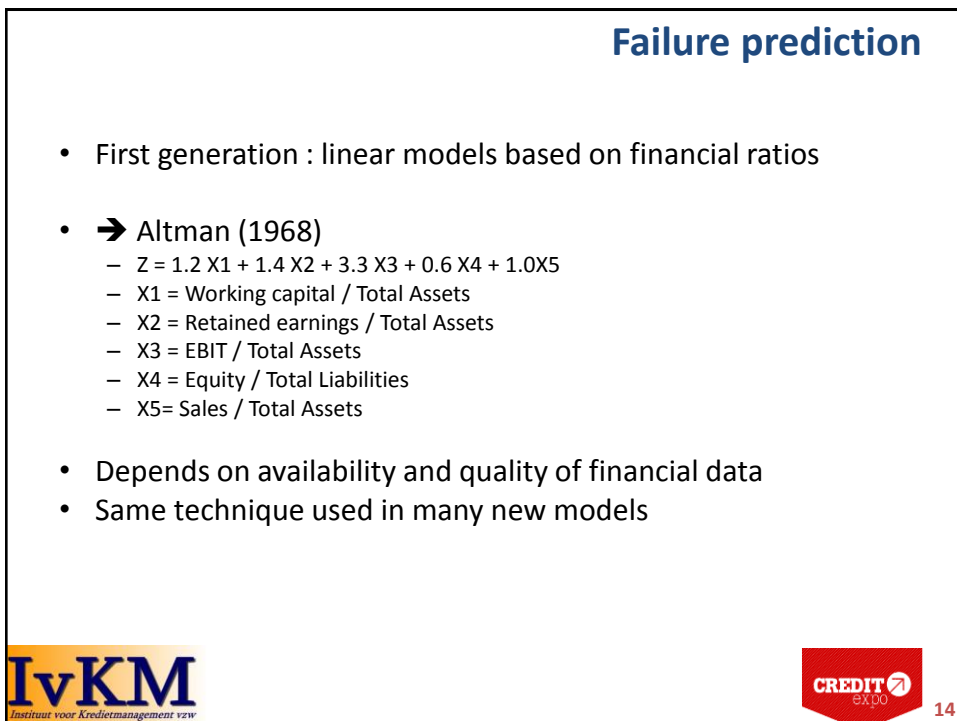 Failure prediction
• First generation : linear models based on financial ratios
• ➔ Altman (1968)
– Z = 1.2 X1 + 1.4 X2 + 3.3 X3 + 0.6 X4 + 1.0X5
– X1 = Working capital / Total Assets
– X2 = Retained earnings / Total Assets
– X3 = EBIT / Total Assets
– X4 = Equity / Total Liabilities
– X5= Sales / Total Assets
• Depends on availability and quality of financial data
• Same technique used in many new models
IvKM
Instituut voor Kredietmanagement vzw
CREDIT
expo
14